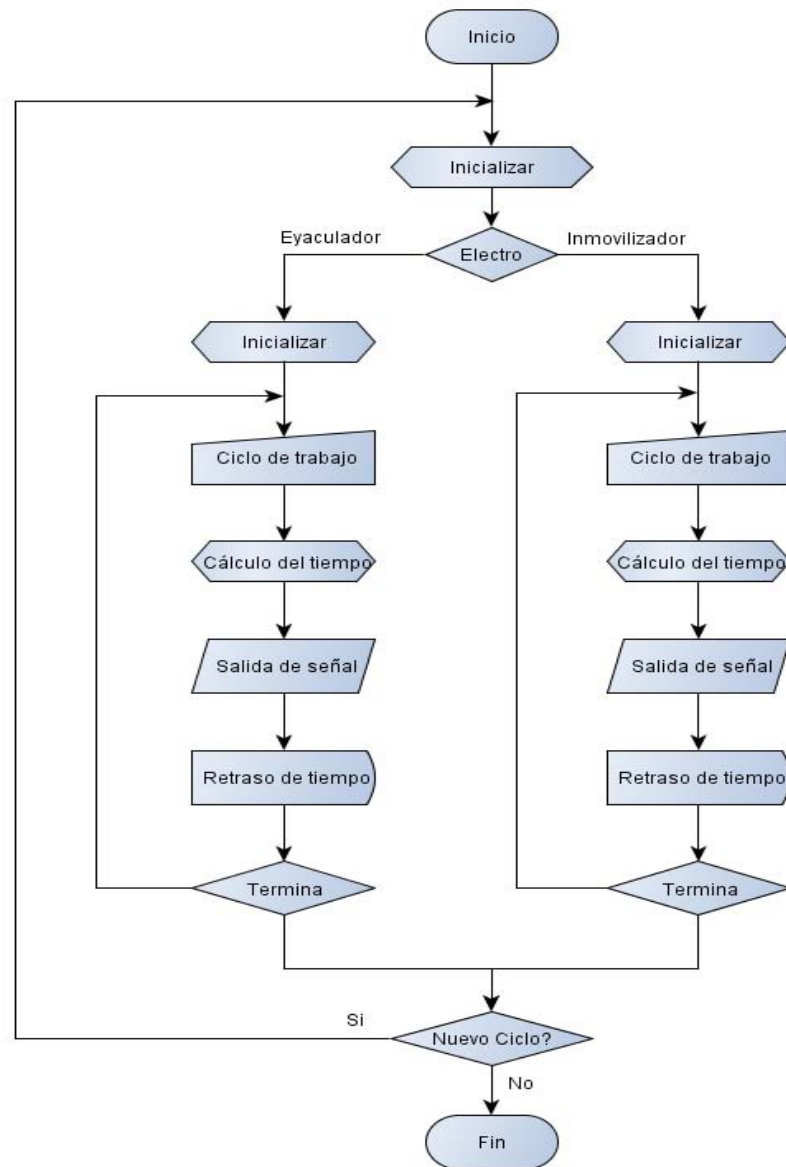 Inicio
Inicializar
Eyaculador
Electro
Inmovilizador
Inicializar
Inicializar
Ciclo de trabajo
Ciclo de trabajo
Cálculo del tiempo
Cálculo del tiempo
Salida de señal
Salida de señal
Retraso de tiempo
Retraso de tiempo
Termina
Termina
Si
Nuevo Ciclo?
No
Fin